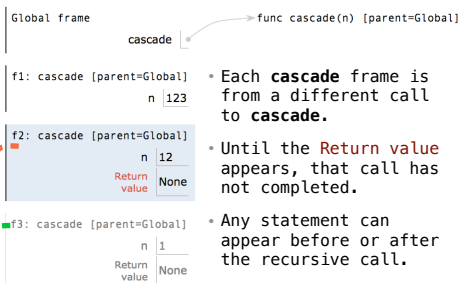 Global frame
func cascade(n) [parent=Global]
cascade
f1: cascade [parent=Global]
n 123
f2: cascade [parent=Global]
n 12
Return
value None
f3: cascade [parent=Global]
n 1
Return
value None
• Each cascade frame is
from a different call
to cascade.
• Until the Return value
appears, that call has
not completed.
• Any statement can
appear before or after
the recursive call.